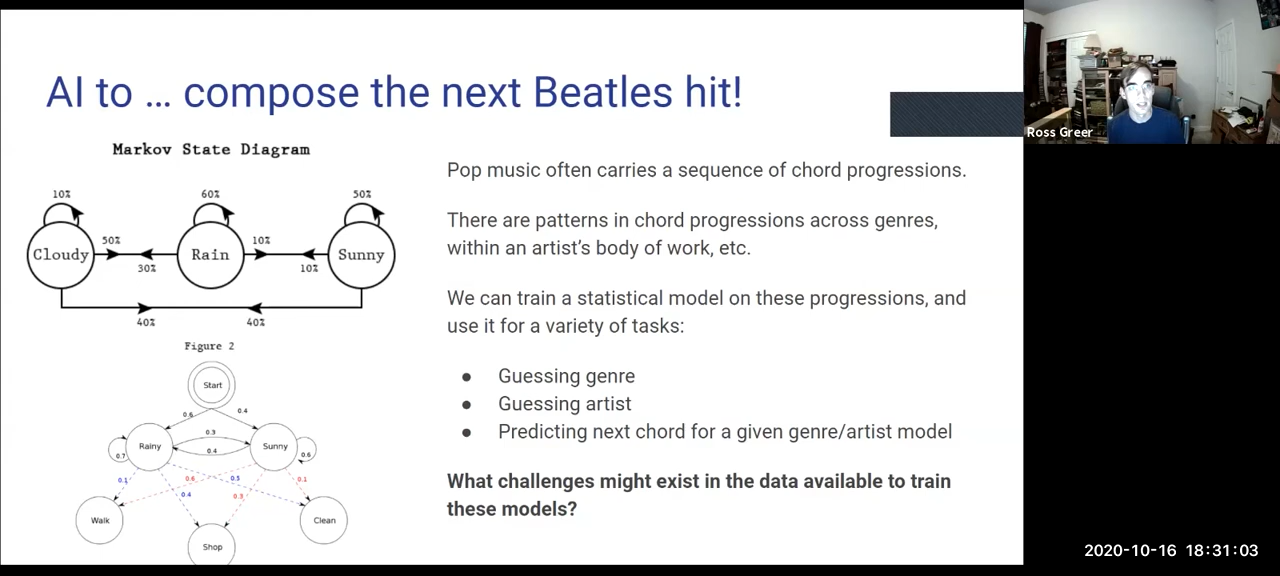 AI to ... compose the next Beatles hit!
Ross Greer
Markov State Diagram
10%
60%
50%
Cloudy
50%
30%
Rain
10%
10%
Sunny
40%
40%
Figure 2
Start
0.6
0.4
Rainy
0.3
0.4
Sunny
0.7
0.6
0.1
0.6
0.3
0.1
0.4
0.3
Walk
Clean
Shop
Pop music often carries a sequence of chord progressions.
There are patterns in chord progressions across genres,
within an artist's body of work, etc.
We can train a statistical model on these progressions, and
use it for a variety of tasks:
● Guessing genre
● Guessing artist
● Predicting next chord for a given genre/artist model
What challenges might exist in the data available to train
these models?
2020-10-16 18:31:03